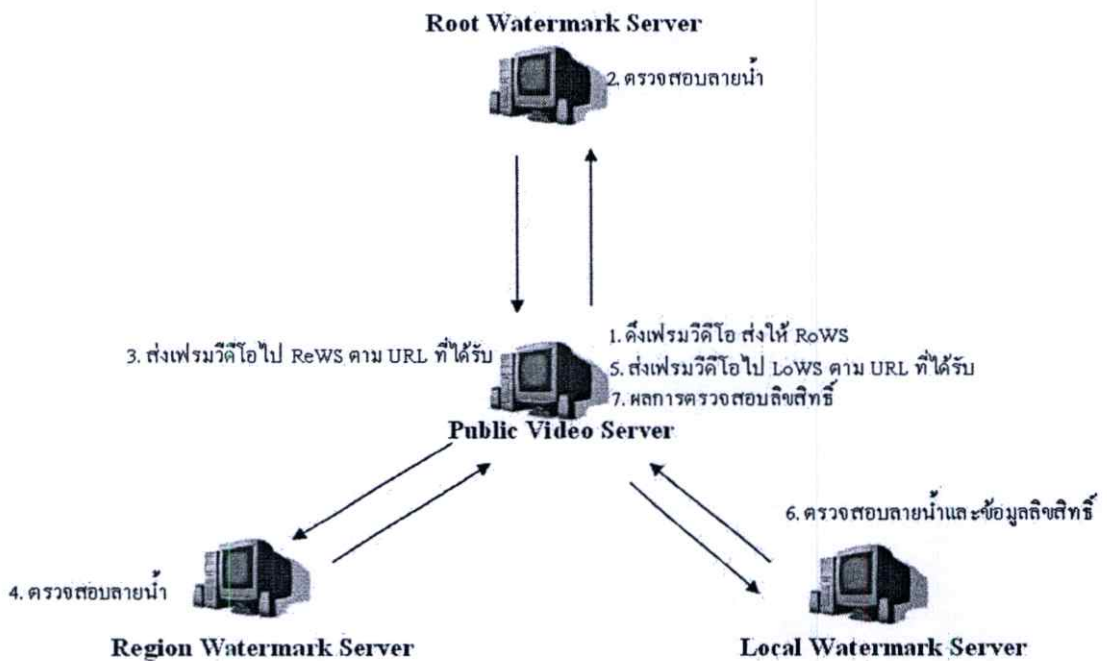 Root Watermark Server
2. ตรวจสอบลายน้ำ
3. ส่งเฟรมวีดีโอไป ReWS ตาม URL ที่ได้รับ
1. ดึงเฟรมวีดีโอ ส่งให้ RoWS
5. ส่งเฟรมวีดีโอไป LoWS ตาม URL ที่ได้รับ
7. ผลการตรวจสอบลิขสิทธิ์
Public Video Server
6. ตรวจสอบลายน้ำและข้อมูลลิขสิทธิ์
4. ตรวจสอบลายน้ำ
Region Watermark Server
Local Watermark Server